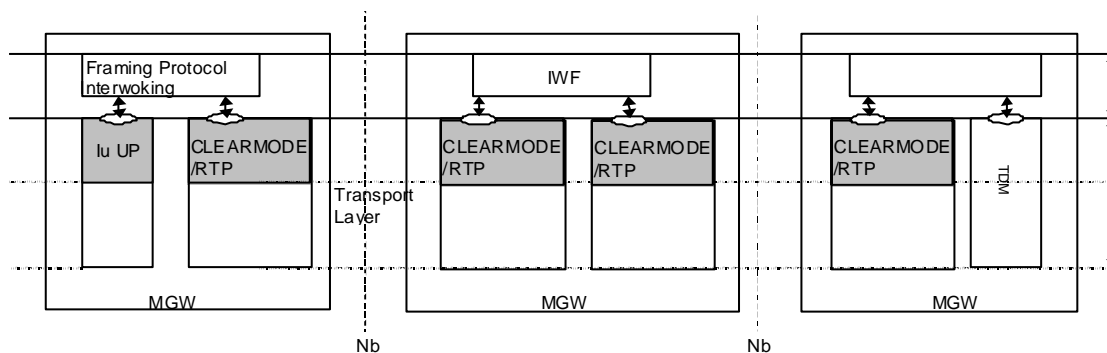 Framing Protocol
Interwoking
IWF
Iu UP
CLEARMODE
/RTP
CLEARMODE
/RTP
CLEARMODE
/RTP
CLEARMODE
/RTP
TDM
Transport
Layer
MGW
MGW
MGW
Nb
Nb